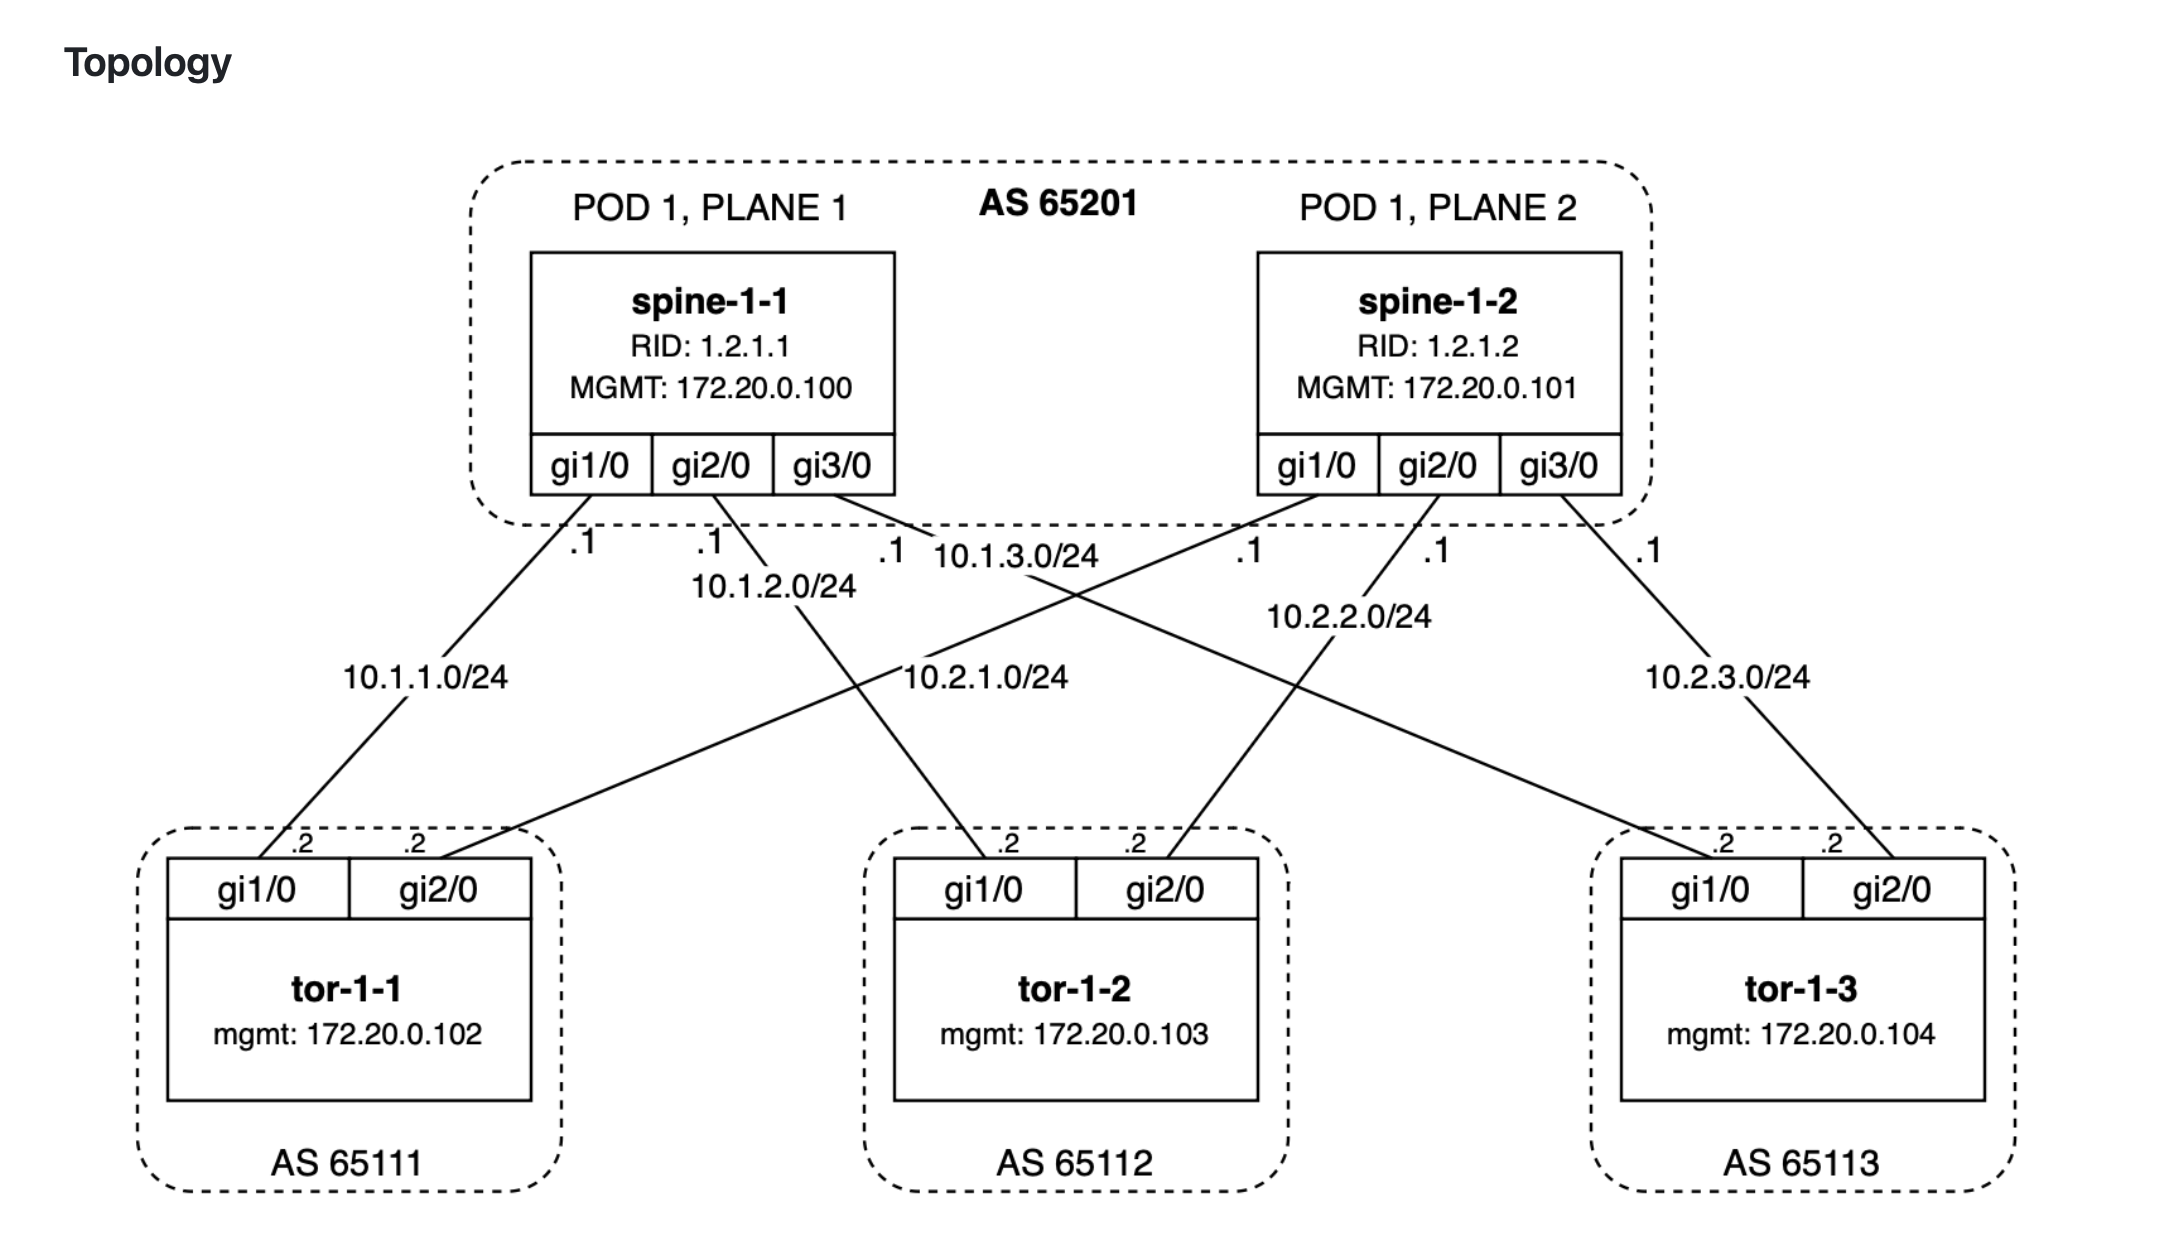 Topology
POD 1, PLANE 1
AS 65201
POD 1, PLANE 2
spine-1-1
RID: 1.2.1.1
MGMT: 172.20.0.100
gi1/0
gi2/0
gi3/0
spine-1-2
RID: 1.2.1.2
MGMT: 172.20.0.101
gi1/0
gi2/0
gi3/0
.1
.1
.1
10.1.3.0/24
.1
.1
.1
10.1.2.0/24
10.2.2.0/24
10.1.1.0/24
10.2.1.0/24
10.2.3.0/24
.2
.2
.2
.2
.2
.2
gi1/0
gi2/0
tor-1-1
mgmt: 172.20.0.102
AS 65111
gi1/0
gi2/0
tor-1-2
mgmt: 172.20.0.103
AS 65112
gi1/0
gi2/0
tor-1-3
mgmt: 172.20.0.104
AS 65113